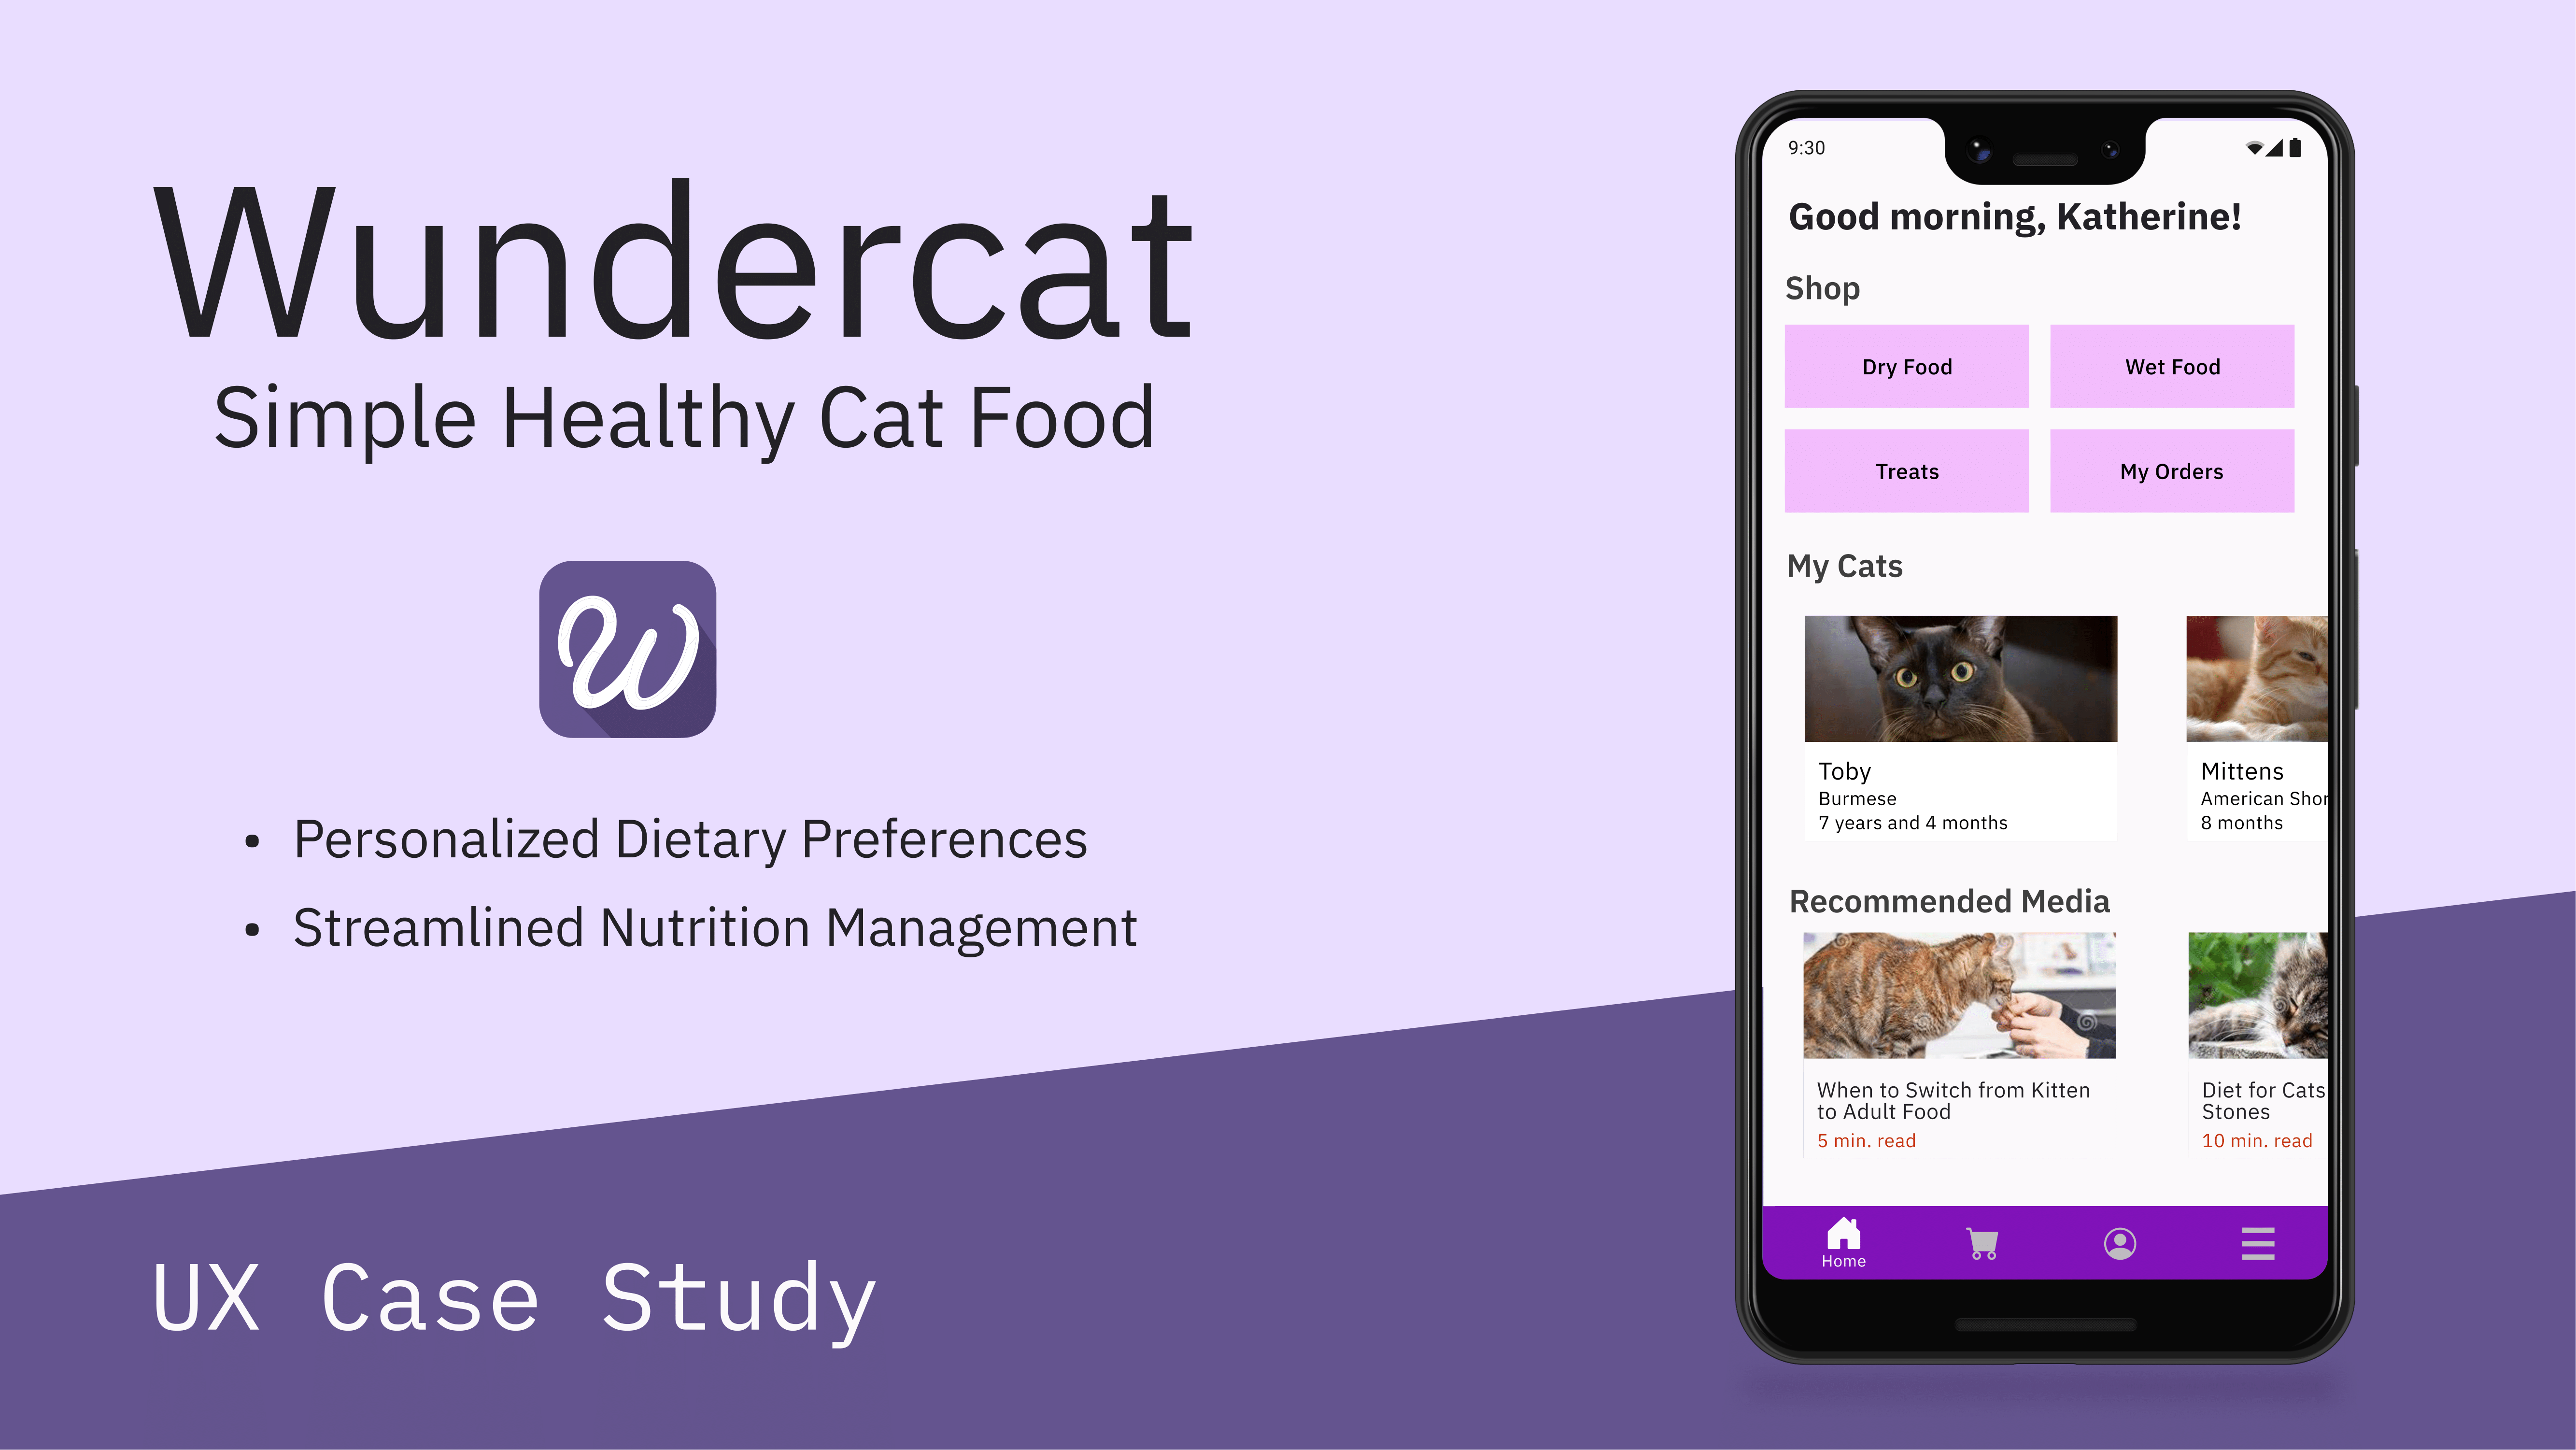 Wundercat
Simple Healthy Cat Food
W
• Personalized Dietary Preferences
• Streamlined Nutrition Management
UX Case Study
9:30
Good morning, Katherine!
Shop
Dry Food
Wet Food
Treats
My Orders
My Cats
Toby
Burmese
7 years and 4 months
Mittens
American Shor
8 months
Recommended Media
When to Switch from Kitten
to Adult Food
5 min. read
Diet for Cats
Stones
10 min. read
Home